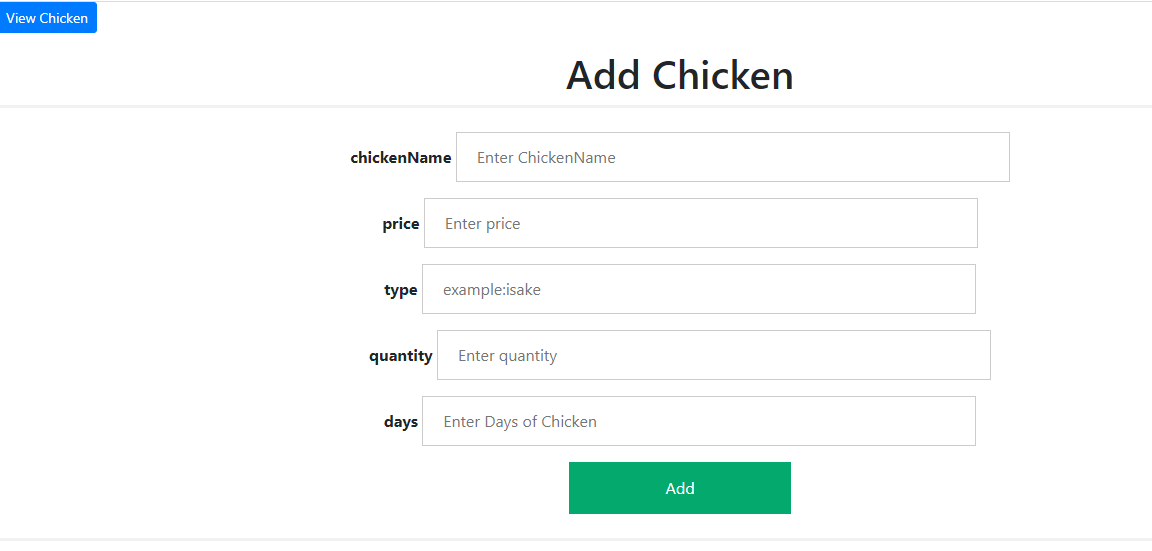 View Chicken
Add Chicken
chickenName Enter ChickenName
price Enter price
type example:isake
quantity Enter quantity
days Enter Days of Chicken
Add